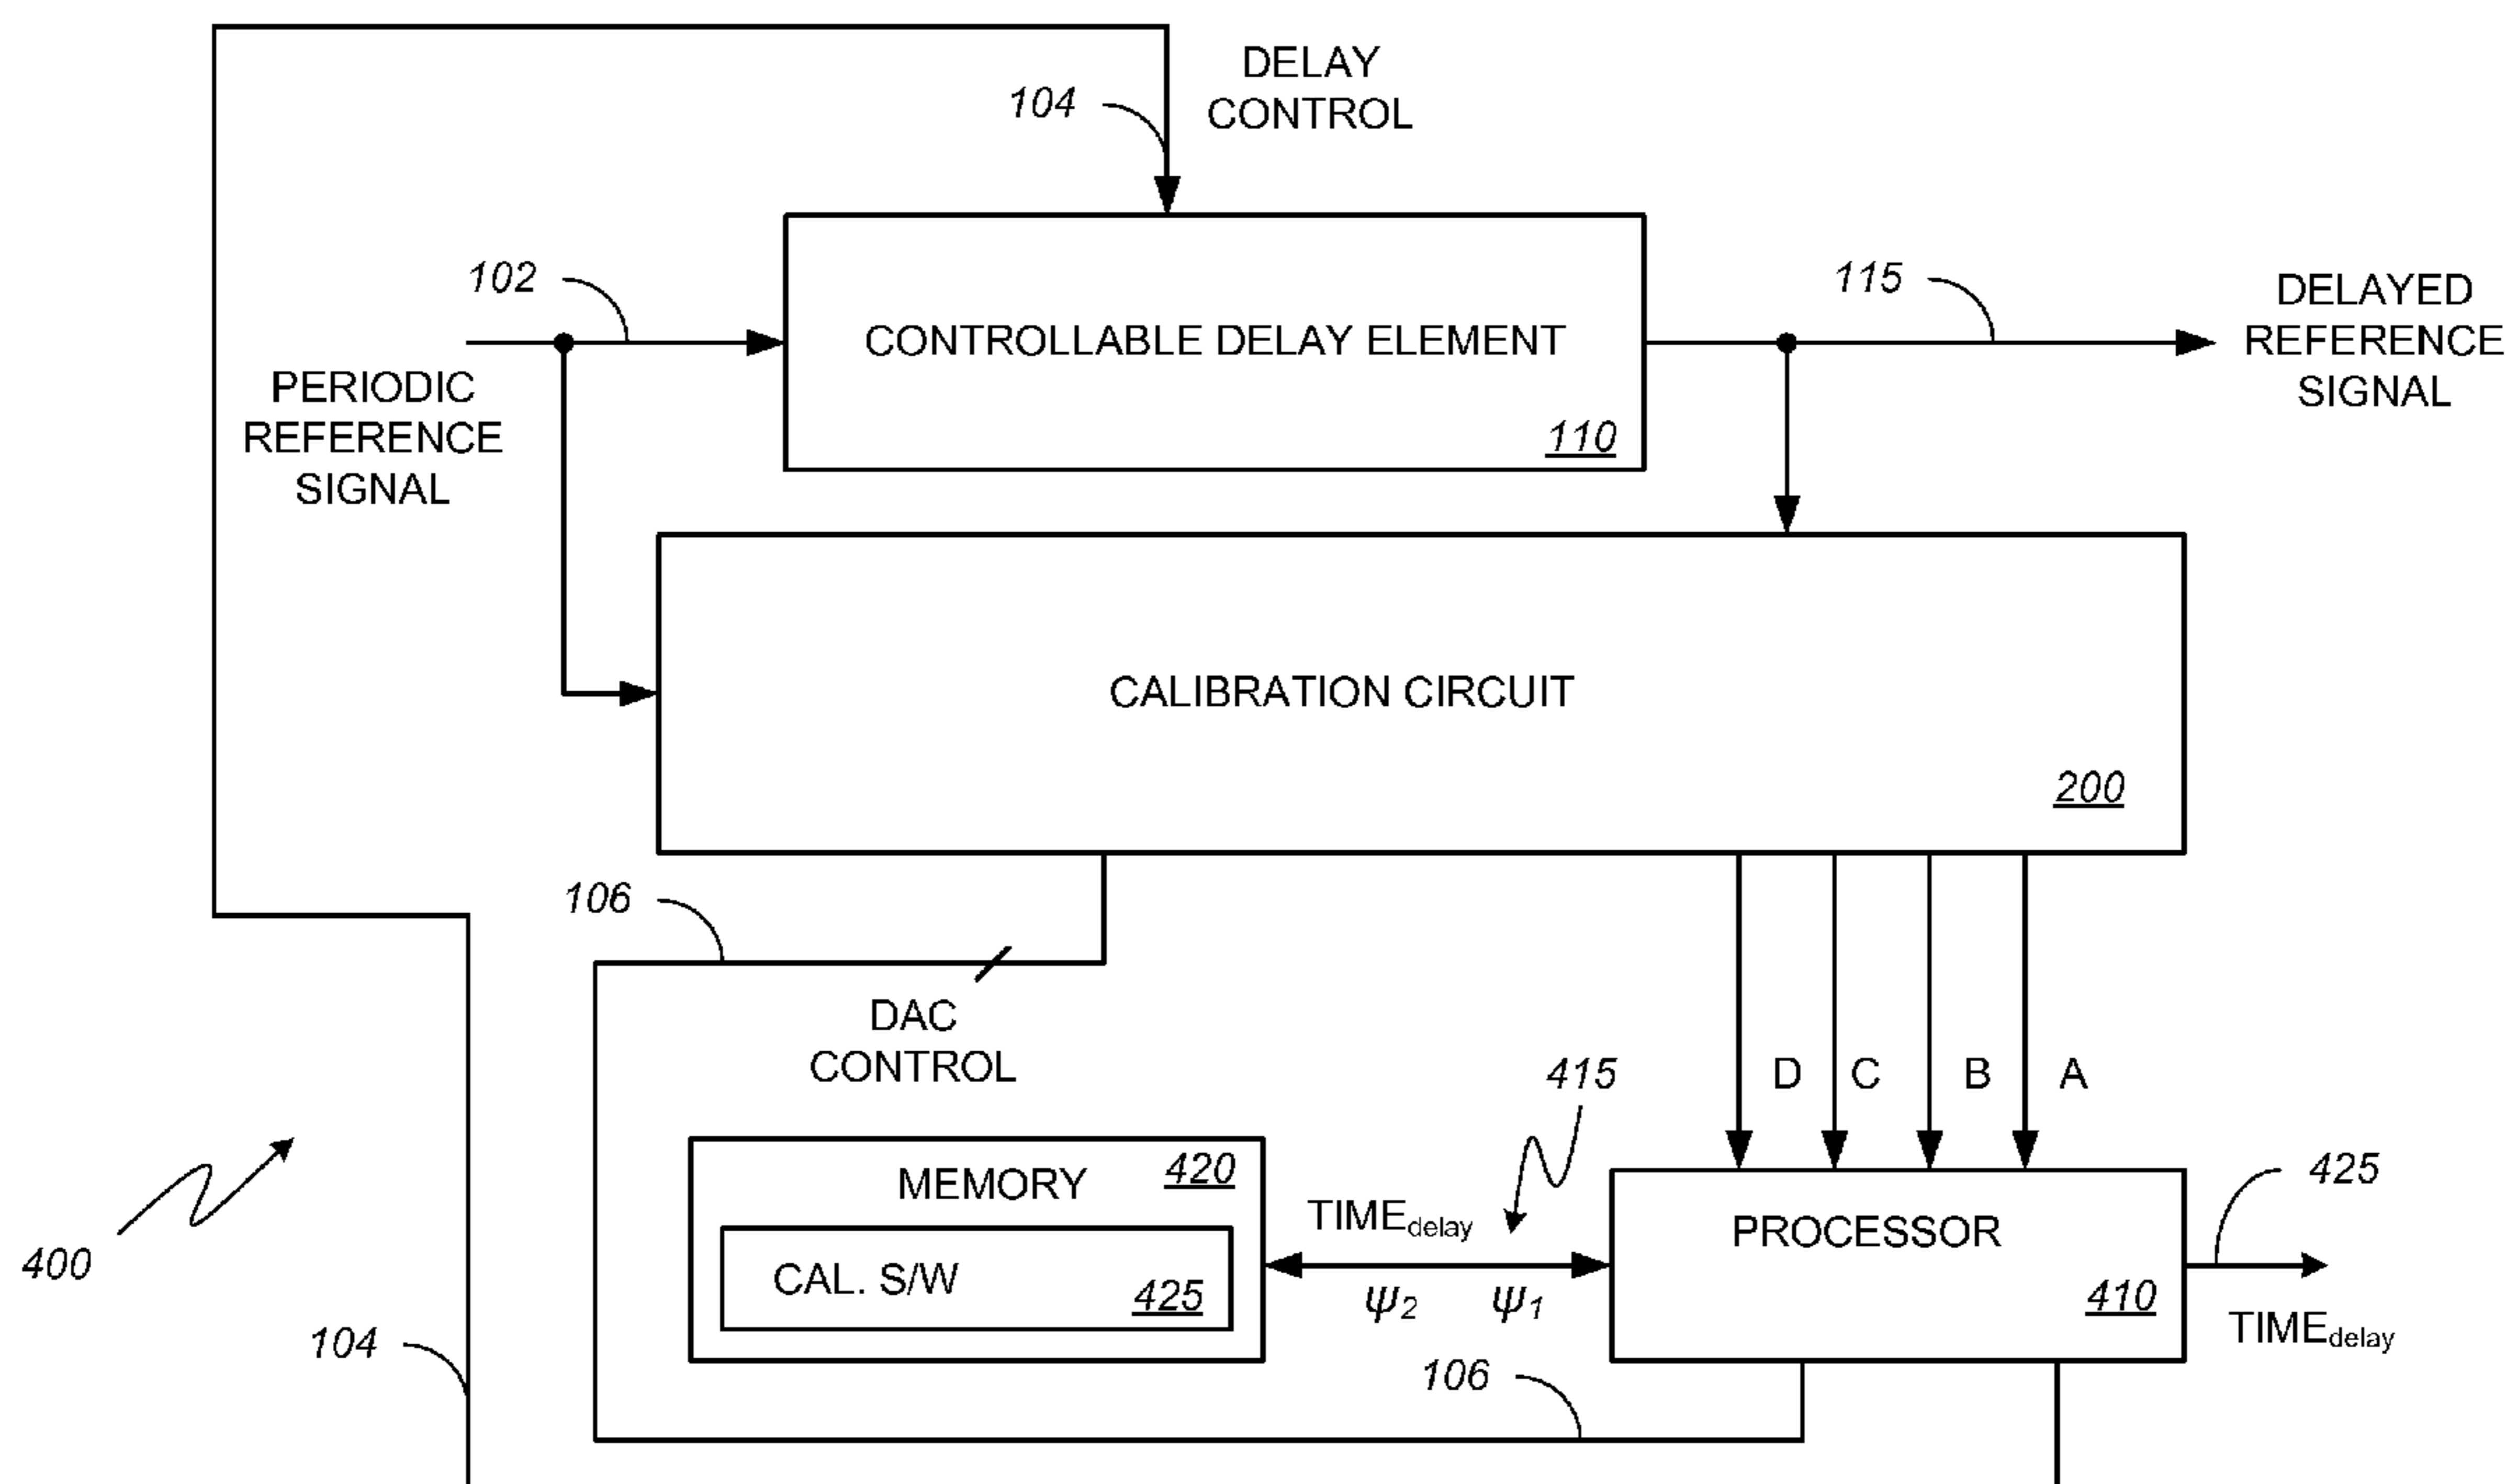 DELAY
CONTROL
104
102
115
DELAYED
REFERENCE
SIGNAL
CONTROLLABLE DELAY ELEMENT
110
PERIODIC
REFERENCE
SIGNAL
CALIBRATION CIRCUIT
200
106
DAC
CONTROL
415
D C B A
MEMORY 420
CAL. S/W 425
TIMEdelay
ψ2 ψ1
PROCESSOR
410
425
TIMEdelay
400
104
106